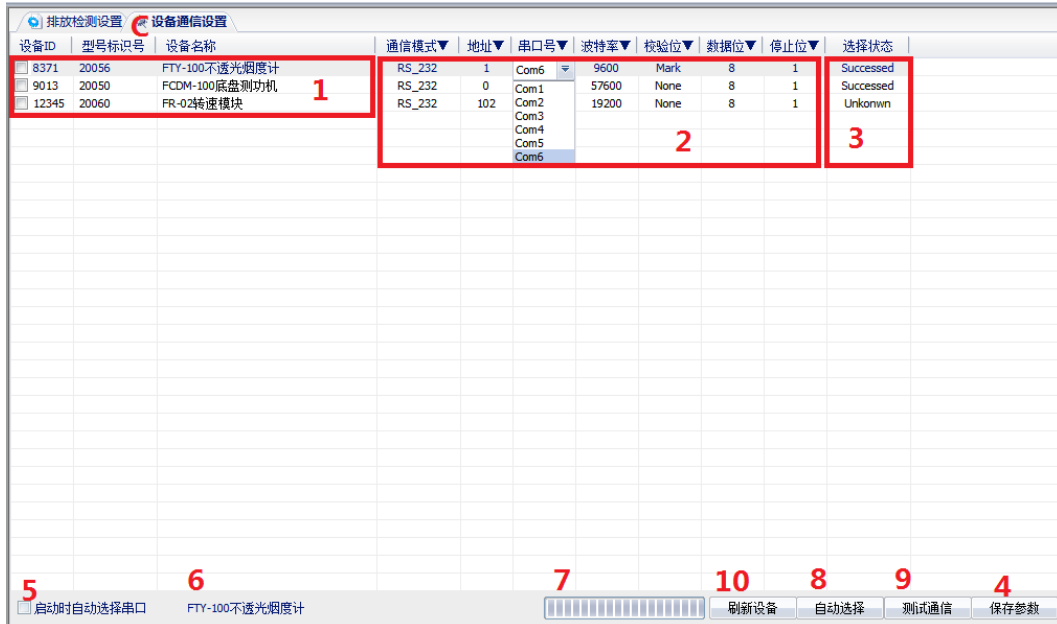 排放检测设置 C 设备通信设置
设备ID 型号标识号 设备名称 通信模式▼ 地址▼ 串口号▼ 波特率▼ 校验位▼ 数据位▼ 停止位▼ 选择状态
8371 20056 FTY-100不透光烟度计 RS_232 1 Com6 9600 Mark 8 1 Successed
9013 20050 FCDM-100底盘测功机 1 RS_232 0 Com1 57600 None 8 1 Successed
12345 20060 FR-02转速模块 RS_232 102 Com2 19200 None 8 1 Unkonwn
Com3
Com4
Com5
Com6
2
3
5 6 7 10 8 9 4
启动时自动选择串口 FTY-100不透光烟度计 刷新设备 自动选择 测试通信 保存参数